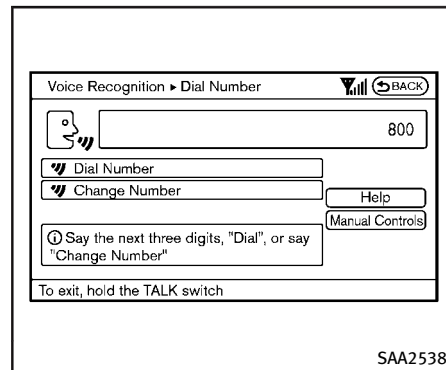 Voice Recognition ▸ Dial Number
BACK
800
Dial Number
Change Number
Help
Manual Controls
Say the next three digits, "Dial", or say
"Change Number"
To exit, hold the TALK switch
SAA2538